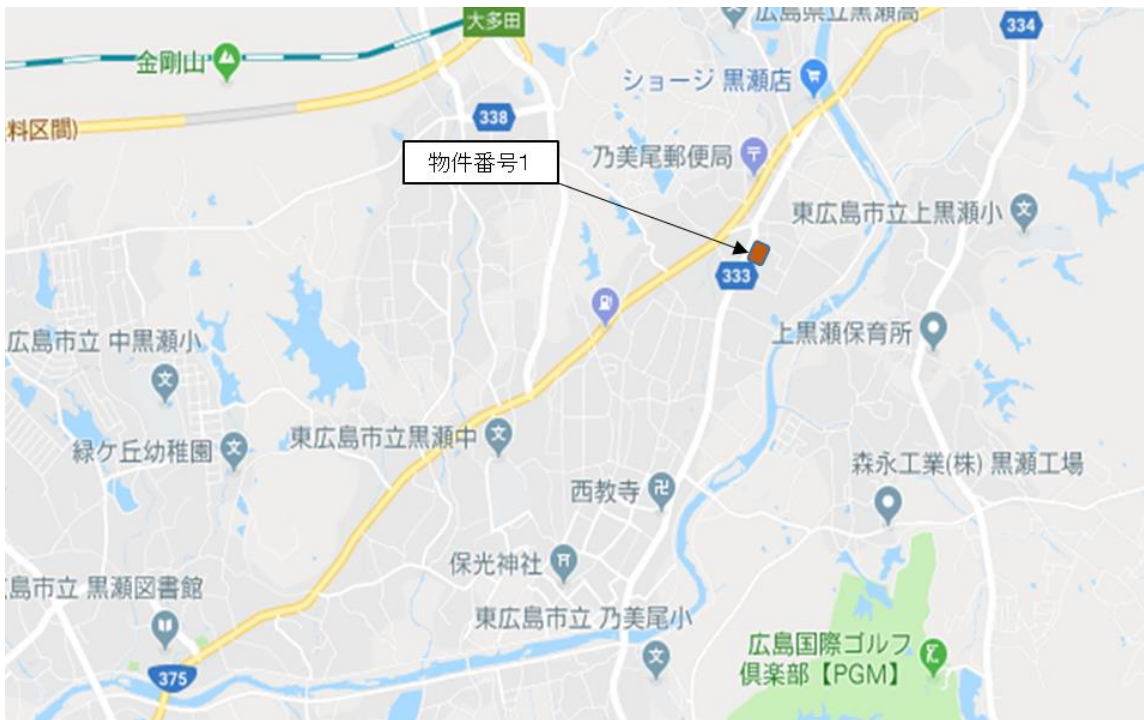 大多田
広島県立黒瀬高
334
金剛山
ショージ 黒瀬店
338
料区間)
物件番号1
乃美尾郵便局
東広島市立上黒瀬小
333
広島市立 中黒瀬小
上黒瀬保育所
緑ケ丘幼稚園
東広島市立黒瀬中
森永工業(株) 黒瀬工場
西教寺
保光神社
広島市立 黒瀬図書館
東広島市立 乃美尾小
広島国際ゴルフ
倶楽部【PGM】
375